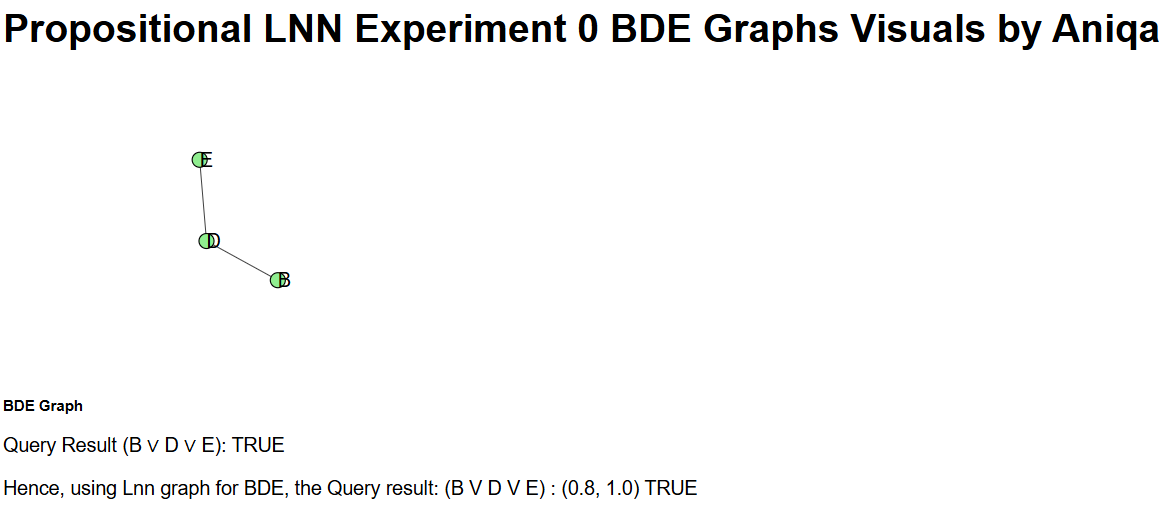 Propositional LNN Experiment 0 BDE Graphs Visuals by Aniqa
E
D
B
BDE Graph
Query Result (B ∨ D ∨ E): TRUE
Hence, using Lnn graph for BDE, the Query result: (B V D V E) : (0.8, 1.0) TRUE